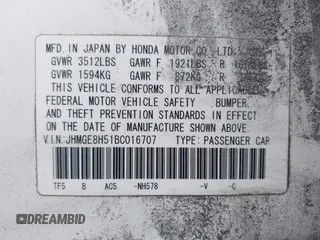 MFD. IN JAPAN BY HONDA MOTOR CO., LTD.
GVWR 3512LBS GAWR F 1921LBS R
GVWR 1594KG GAWR F 872KG R
THIS VEHICLE CONFORMS TO ALL APPLICABLE
FEDERAL MOTOR VEHICLE SAFETY, BUMPER,
AND THEFT PREVENTION STANDARDS IN EFFECT ON
THE DATE OF MANUFACTURE SHOWN ABOVE.
V.I.N.: JHMGE8H51BC016707 TYPE: PASSENGER CAR
TF5 B AC5 -NH578 -V -C
DREAMBID